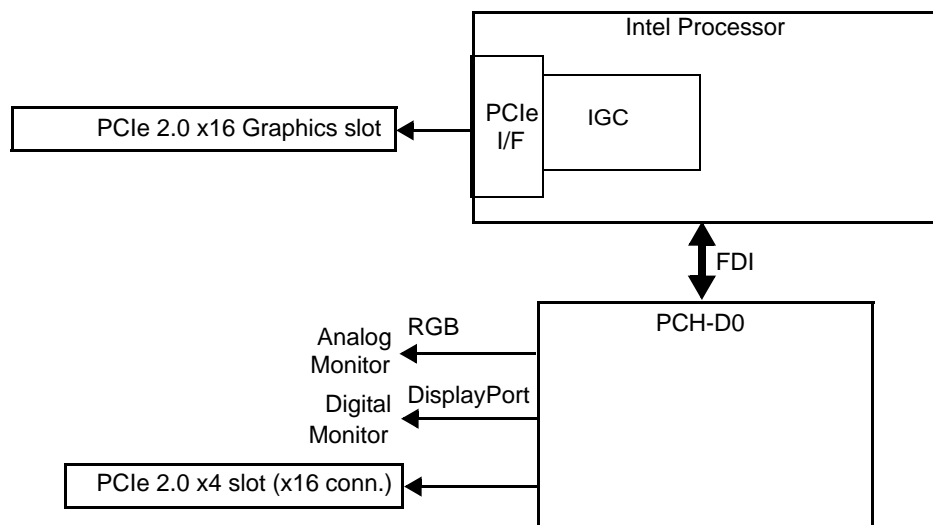 Intel Processor
PCIe 2.0 x16 Graphics slot
PCIe
I/F
IGC
FDI
PCH-D0
RGB
Analog
Monitor
DisplayPort
Digital
Monitor
PCIe 2.0 x4 slot (x16 conn.)